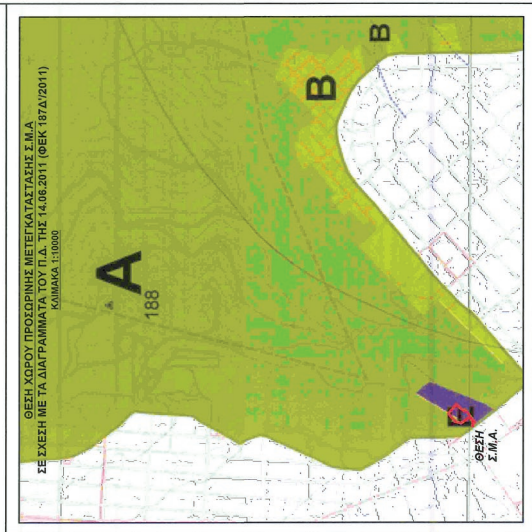 ΘΕΣΗ ΧΩΡΟΥ ΠΡΟΣΩΡΙΝΗΣ ΜΕΤΕΓΚΑΤΑΣΤΑΣΗΣ Σ.Μ.Α
ΣΕ ΣΧΕΣΗ ΜΕ ΤΑ ΔΙΑΓΡΑΜΜΑΤΑ ΤΟΥ Π.Δ. ΤΗΣ 14.06.2011 (ΦΕΚ 187Δ'/2011)
ΚΛΙΜΑΚΑ 1:10000
A
188
B
B
ΘΕΣΗ
Σ.Μ.Α.